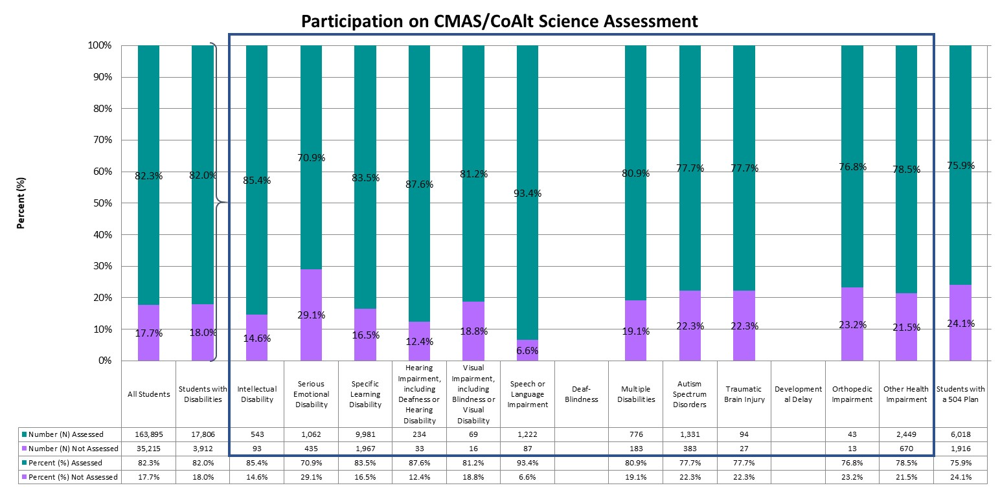 Participation on CMAS/CoAlt Science Assessment
Percent (%)
100%
90%
80%
70%
60%
50%
40%
30%
20%
10%
0%
82.3% 82.0% 85.4% 70.9% 83.5% 87.6% 81.2% 93.4% 80.9% 77.7% 77.7% 76.8% 78.5% 75.9%
17.7% 18.0% 14.6% 29.1% 16.5% 12.4% 18.8% 6.6% 19.1% 22.3% 22.3% 23.2% 21.5% 24.1%
All Students
Students with
Disabilities
Intellectual
Disability
Serious
Emotional
Disability
Specific
Learning
Disability
Hearing
Impairment,
including
Deafness or
Hearing
Disability
Visual
Impairment,
including
Blindness or
Visual
Disability
Speech or
Language
Impairment
Deaf-
Blindness
Multiple
Disabilities
Autism
Spectrum
Disorders
Traumatic
Brain Injury
Development
al Delay
Orthopedic
Impairment
Other Health
Impairment
Students with
a 504 Plan
Number (N) Assessed 163,895 17,806 543 1,062 9,981 234 69 1,222 776 1,331 94 43 2,449 6,018
Number (N) Not Assessed 35,215 3,912 93 435 1,967 33 16 87 183 383 27 13 670 1,916
Percent (%) Assessed 82.3% 82.0% 85.4% 70.9% 83.5% 87.6% 81.2% 93.4% 80.9% 77.7% 77.7% 76.8% 78.5% 75.9%
Percent (%) Not Assessed 17.7% 18.0% 14.6% 29.1% 16.5% 12.4% 18.8% 6.6% 19.1% 22.3% 22.3% 23.2% 21.5% 24.1%